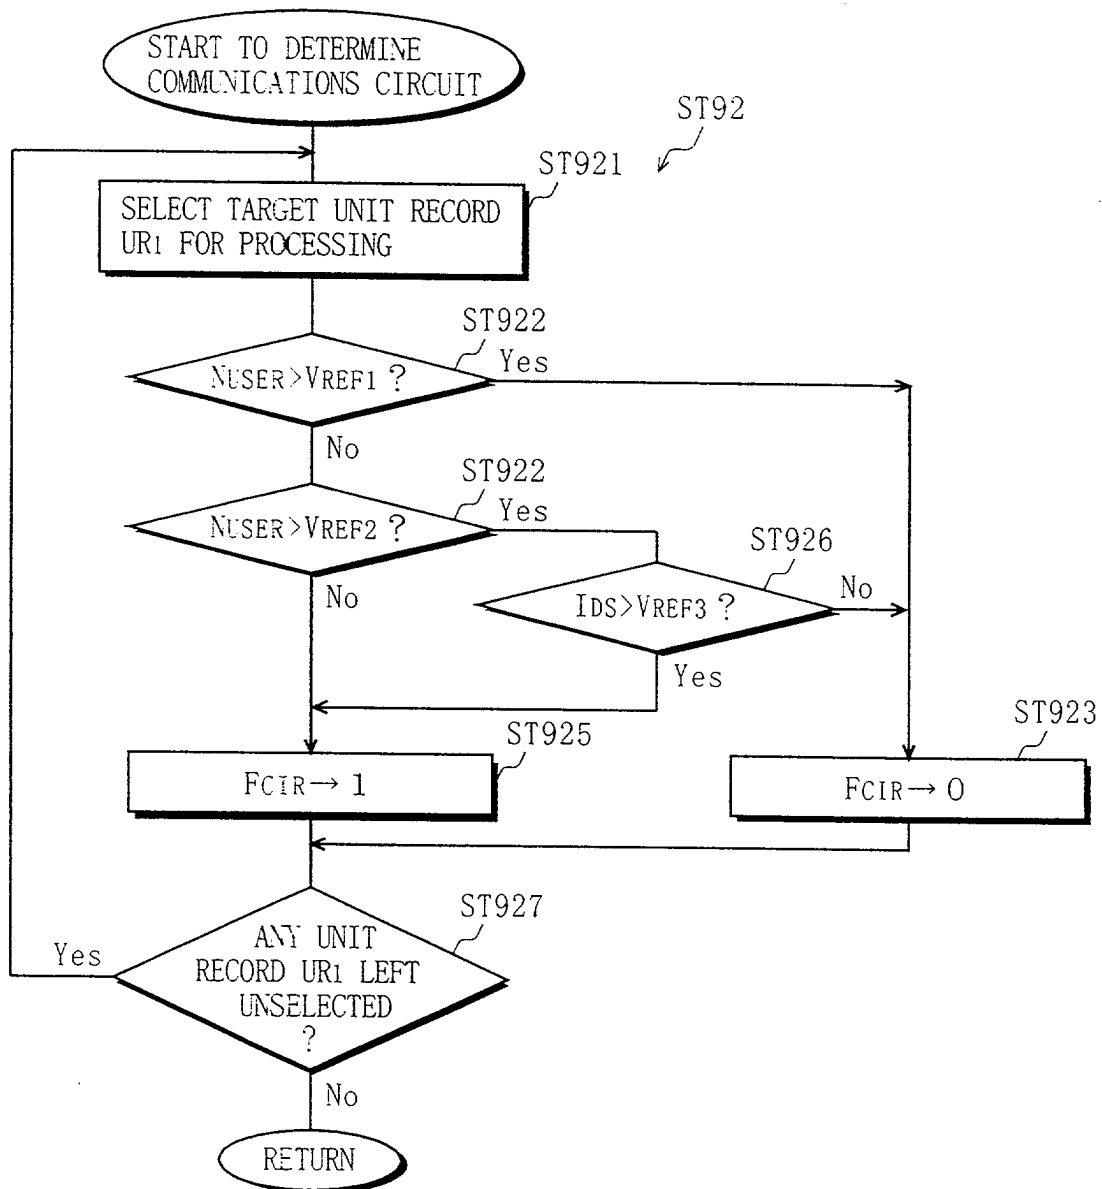 START TO DETERMINE
COMMUNICATIONS CIRCUIT
ST92
ST921
SELECT TARGET UNIT RECORD
UR1 FOR PROCESSING
ST922
NUSER>VREF1 ?
Yes
No
ST922
NUSER>VREF2 ?
Yes
No
ST926
IDS>VREF3 ?
No
Yes
ST925
FCIR→ 1
ST923
FCIR→ 0
ST927
ANY UNIT
RECORD UR1 LEFT
UNSELECTED
?
Yes
No
RETURN